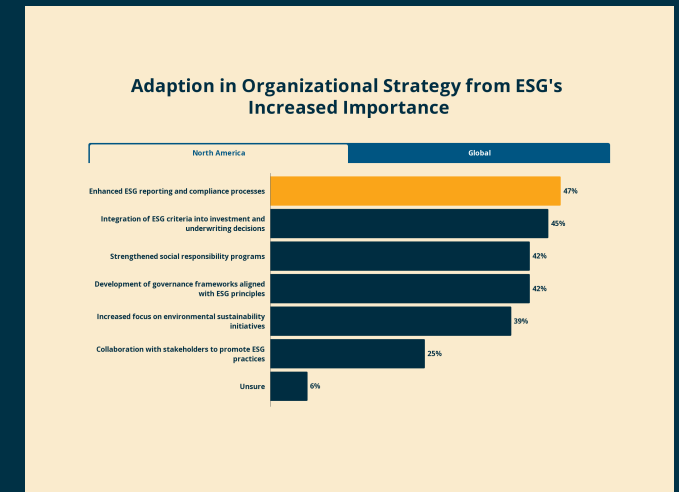 Adaption in Organizational Strategy from ESG's
Increased Importance
North America
Global
Enhanced ESG reporting and compliance processes
47%
Integration of ESG criteria into investment and
underwriting decisions
45%
Strengthened social responsibility programs
42%
Development of governance frameworks aligned
with ESG principles
42%
Increased focus on environmental sustainability
initiatives
39%
Collaboration with stakeholders to promote ESG
practices
25%
Unsure
6%